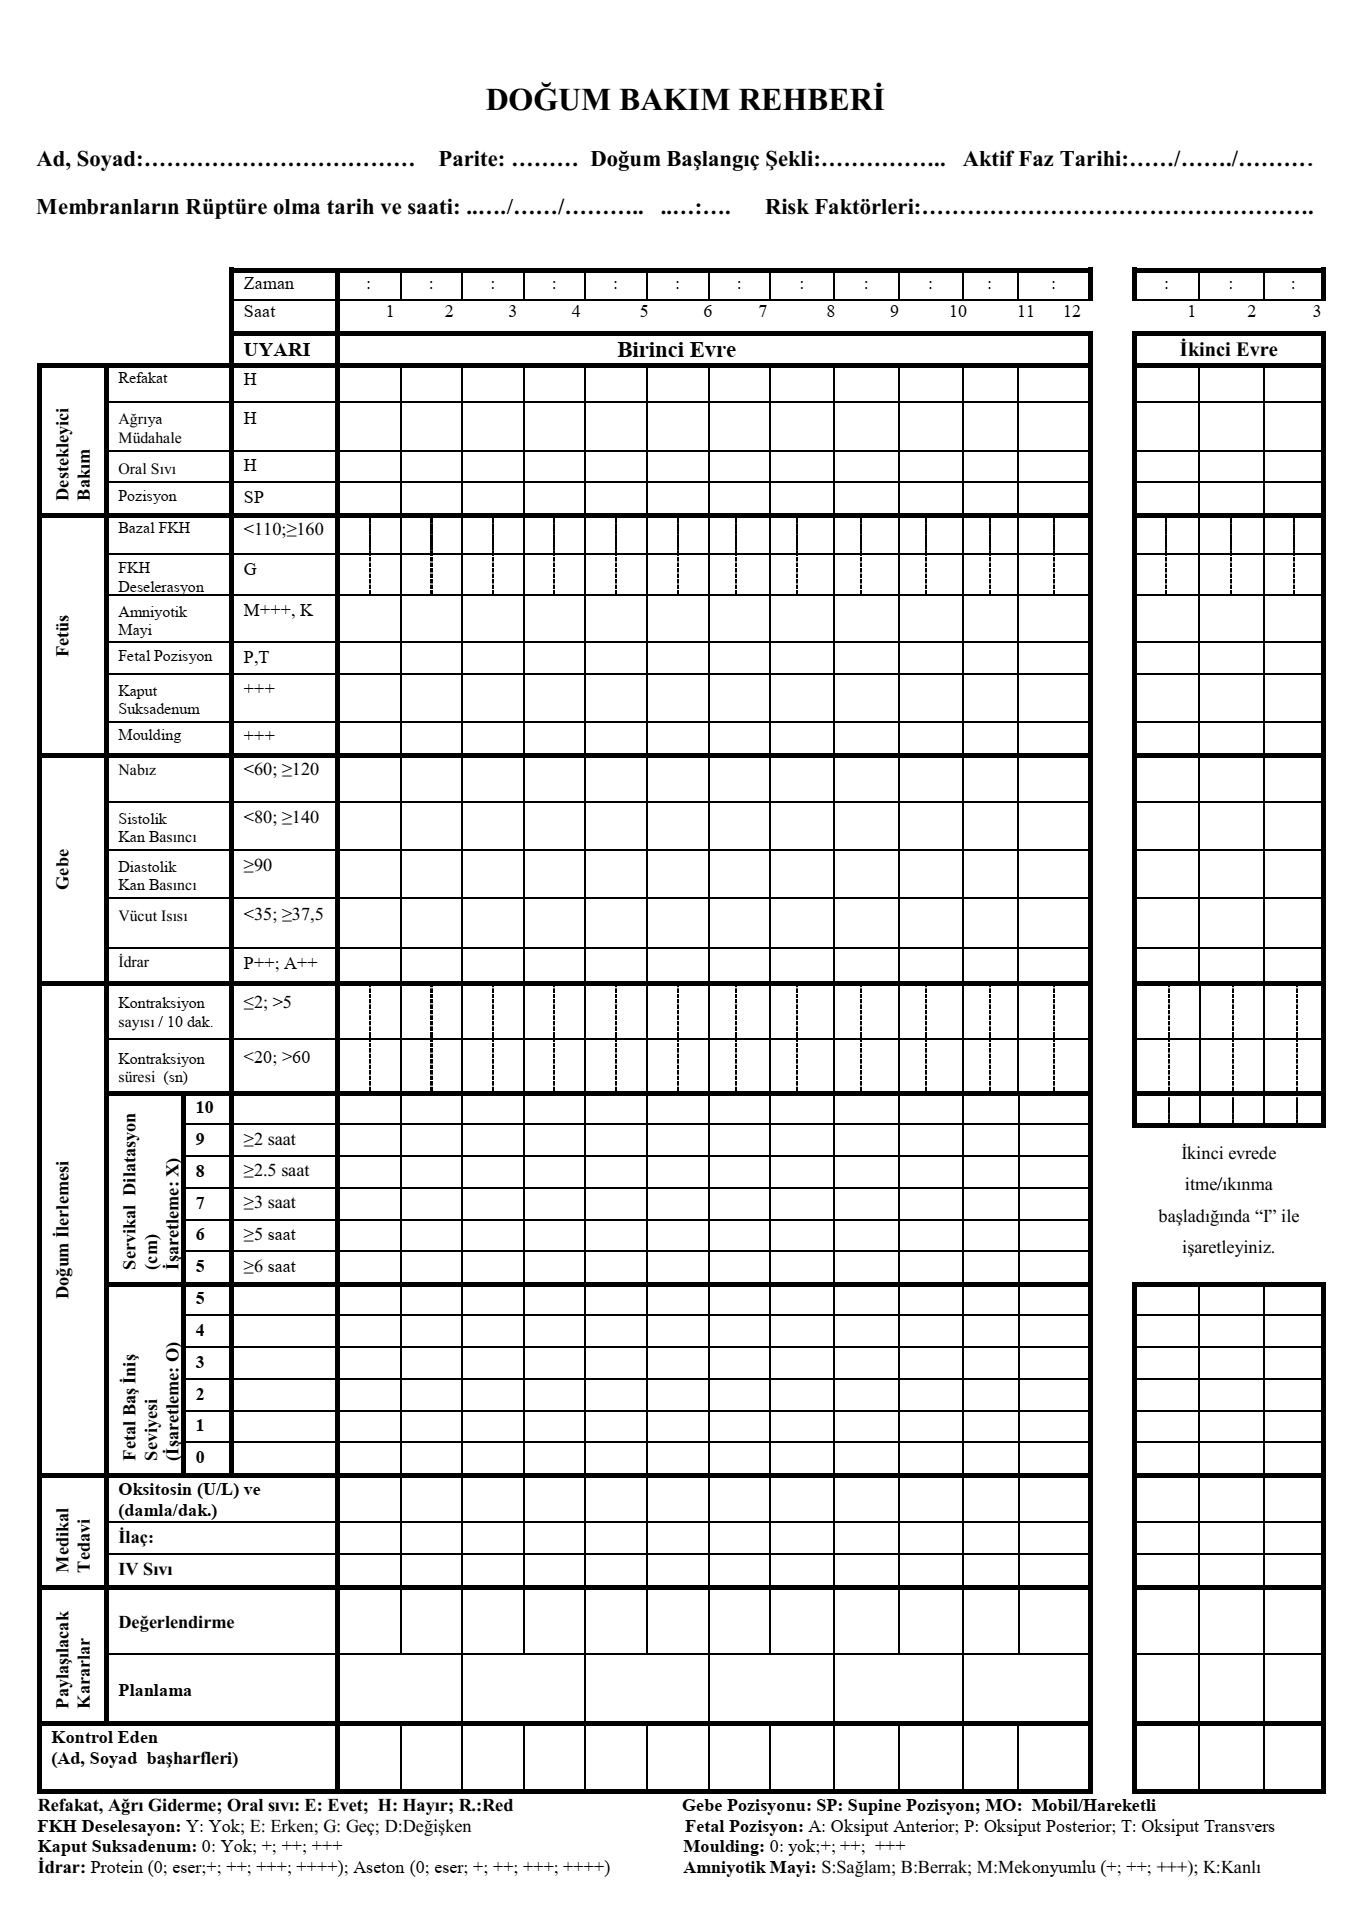 DOĞUM BAKIM REHBERİ
Ad, Soyad:……………………………… Parite: ……… Doğum Başlangıç Şekli:…………….. Aktif Faz Tarihi:……/……./………
Membranların Rüptüre olma tarih ve saati: ..…./……/……….. ..…:…. Risk Faktörleri:…………………………………………….
Zaman : : : : : : : : : : : : : : :
Saat 1 2 3 4 5 6 7 8 9 10 11 12 1 2 3
UYARI Birinci Evre İkinci Evre
Destekleyici
Bakım
Refakat H
Ağrıya
Müdahale H
Oral Sıvı H
Pozisyon SP
Fetüs
Bazal FKH <110;≥160
FKH
Deselerasyon G
Amniyotik
Mayi M+++, K
Fetal Pozisyon P,T
Kaput
Suksadenum +++
Moulding +++
Gebe
Nabız <60; ≥120
Sistolik
Kan Basıncı <80; ≥140
Diastolik
Kan Basıncı ≥90
Vücut Isısı <35; ≥37,5
İdrar P++; A++
Doğum İlerlemesi
Kontraksiyon
sayısı / 10 dak. ≤2; >5
Kontraksiyon
süresi (sn) <20; >60
Servikal Dilatasyon
(cm)
İşaretleme: X)
10
9 ≥2 saat
8 ≥2.5 saat
7 ≥3 saat
6 ≥5 saat
5 ≥6 saat
İkinci evrede
itme/ıkınma
başladığında “I” ile
işaretleyiniz.
Fetal Baş İniş
Seviyesi
(İşaretleme: O)
5
4
3
2
1
0
Medikal
Tedavi
Oksitosin (U/L) ve
(damla/dak.)
İlaç:
IV Sıvı
Paylaşılacak
Kararlar
Değerlendirme
Planlama
Kontrol Eden
(Ad, Soyad başharfleri)
Refakat, Ağrı Giderme; Oral sıvı: E: Evet; H: Hayır; R.:Red Gebe Pozisyonu: SP: Supine Pozisyon; MO: Mobil/Hareketli
FKH Deselesayon: Y: Yok; E: Erken; G: Geç; D:Değişken Fetal Pozisyon: A: Oksiput Anterior; P: Oksiput Posterior; T: Oksiput Transvers
Kaput Suksadenum: 0: Yok; +; ++; +++ Moulding: 0: yok;+; ++; +++
İdrar: Protein (0; eser;+; ++; +++; ++++); Aseton (0; eser; +; ++; +++; ++++) Amniyotik Mayi: S:Sağlam; B:Berrak; M:Mekonyumlu (+; ++; +++); K:Kanlı